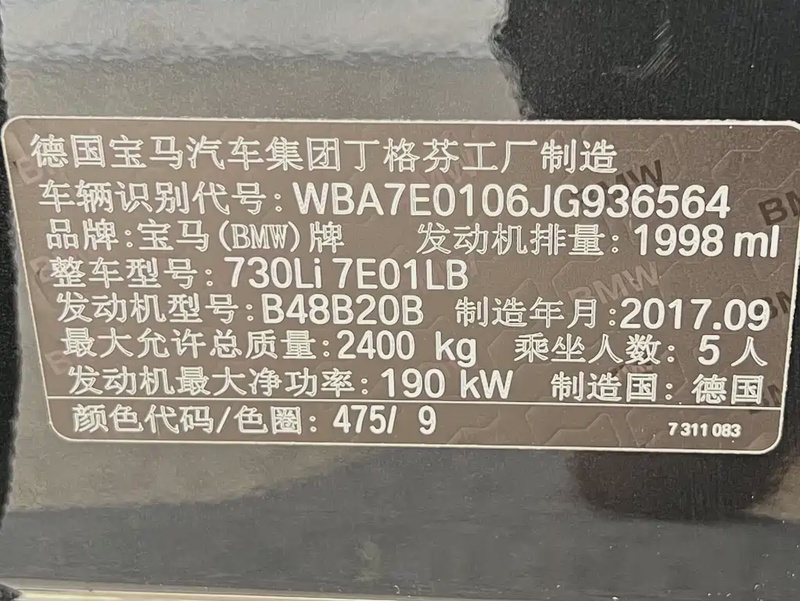 德国宝马汽车集团丁格芬工厂制造
车辆识别代号: WBA7E0106JG936564
品牌:宝马(BMW)牌 发动机排量:1998 ml
整车型号:730Li 7E01LB
发动机型号:B48B20B 制造年月:2017.09
最大允许总质量:2400 kg 乘坐人数: 5 人
发动机最大净功率:190 kW 制造国: 德国
颜色代码/色圈: 475/ 9 7 311 083
BMW
BMW
BMW
BMW